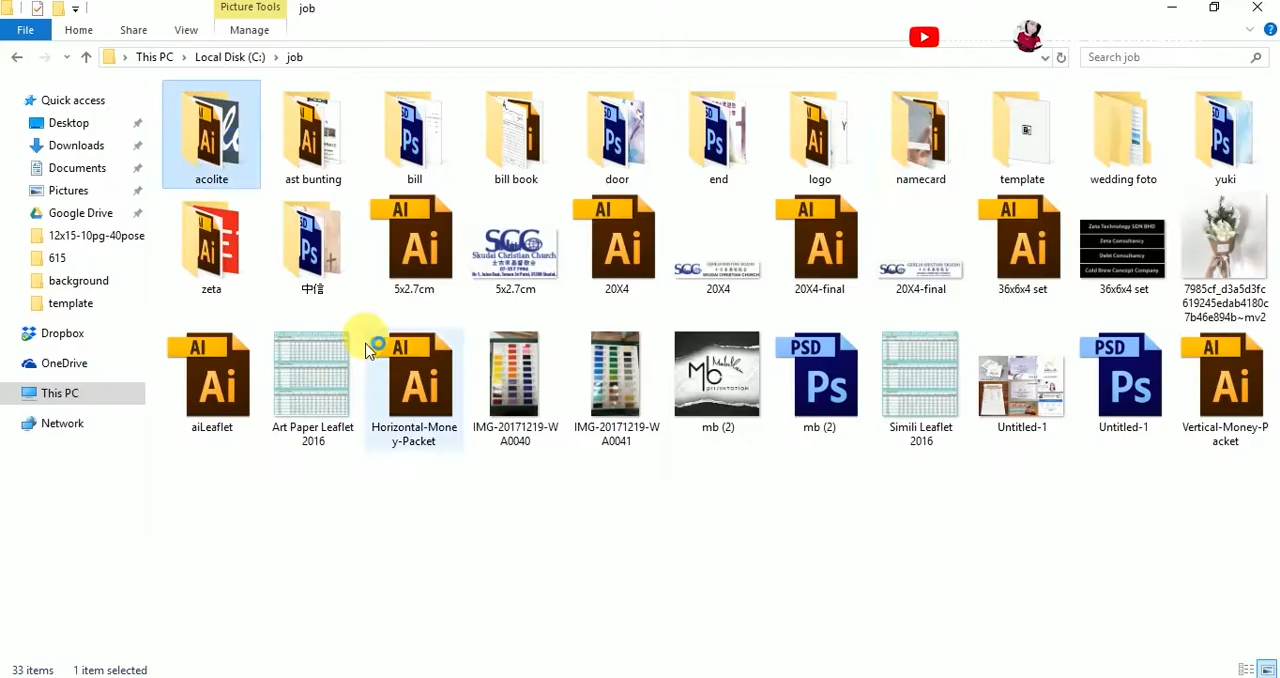 Picture Tools job
File Home Share View Manage
This PC Local Disk (C:) job
Search job
Quick access
Desktop
Downloads
Documents
Pictures
Google Drive
12x15-10pg-40pose
615
background
template
Dropbox
OneDrive
This PC
Network
acolite ast bunting bill bill book door end logo namecard template wedding foto yuki
zeta 中信 5x2.7cm 5x2.7cm 20X4 20X4 20X4-final 20X4-final 36x6x4 set 36x6x4 set 7985cf_d3a5d3fc
619245edab4180c
7b46e894b~mv2
aiLeaflet Art Paper Leaflet Horizontal-Mone IMG-20171219-W IMG-20171219-W mb (2) mb (2) Simili Leaflet Untitled-1 Untitled-1 Vertical-Money-P
2016 y-Packet A0040 A0041 2016 acket
33 items 1 item selected